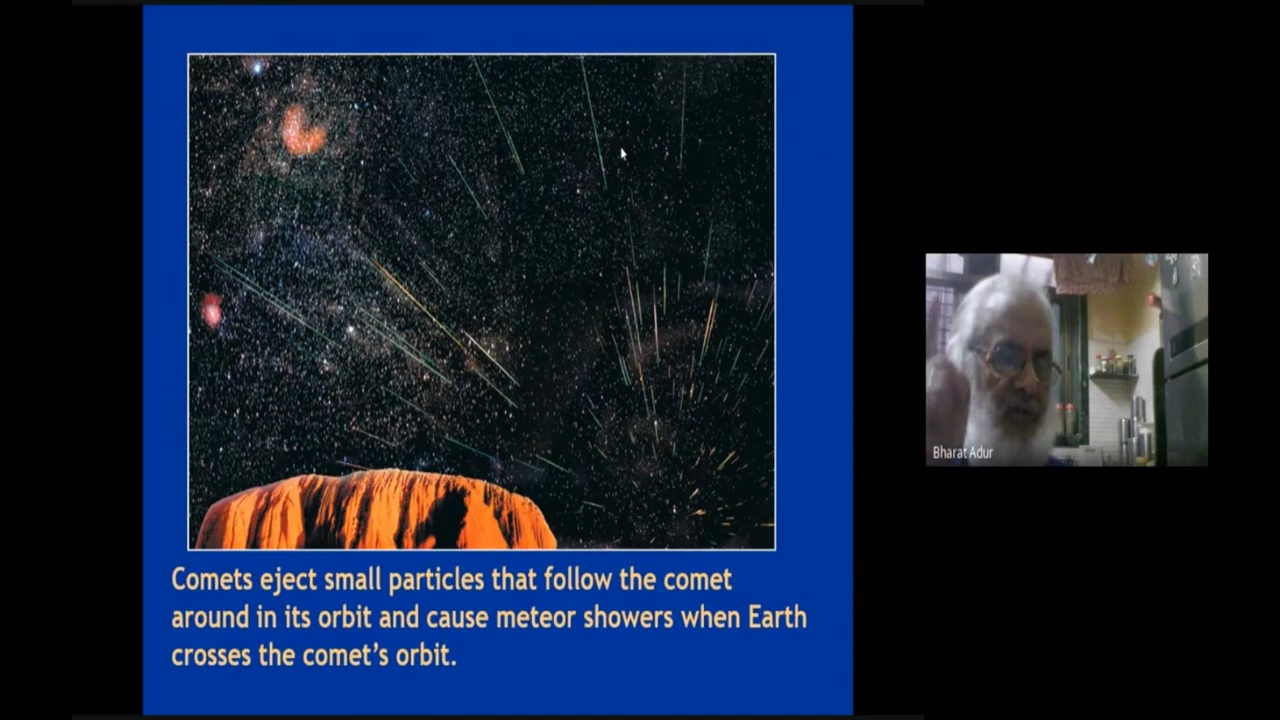 Comets eject small particles that follow the comet
around in its orbit and cause meteor showers when Earth
crosses the comet’s orbit.
Bharat Adur